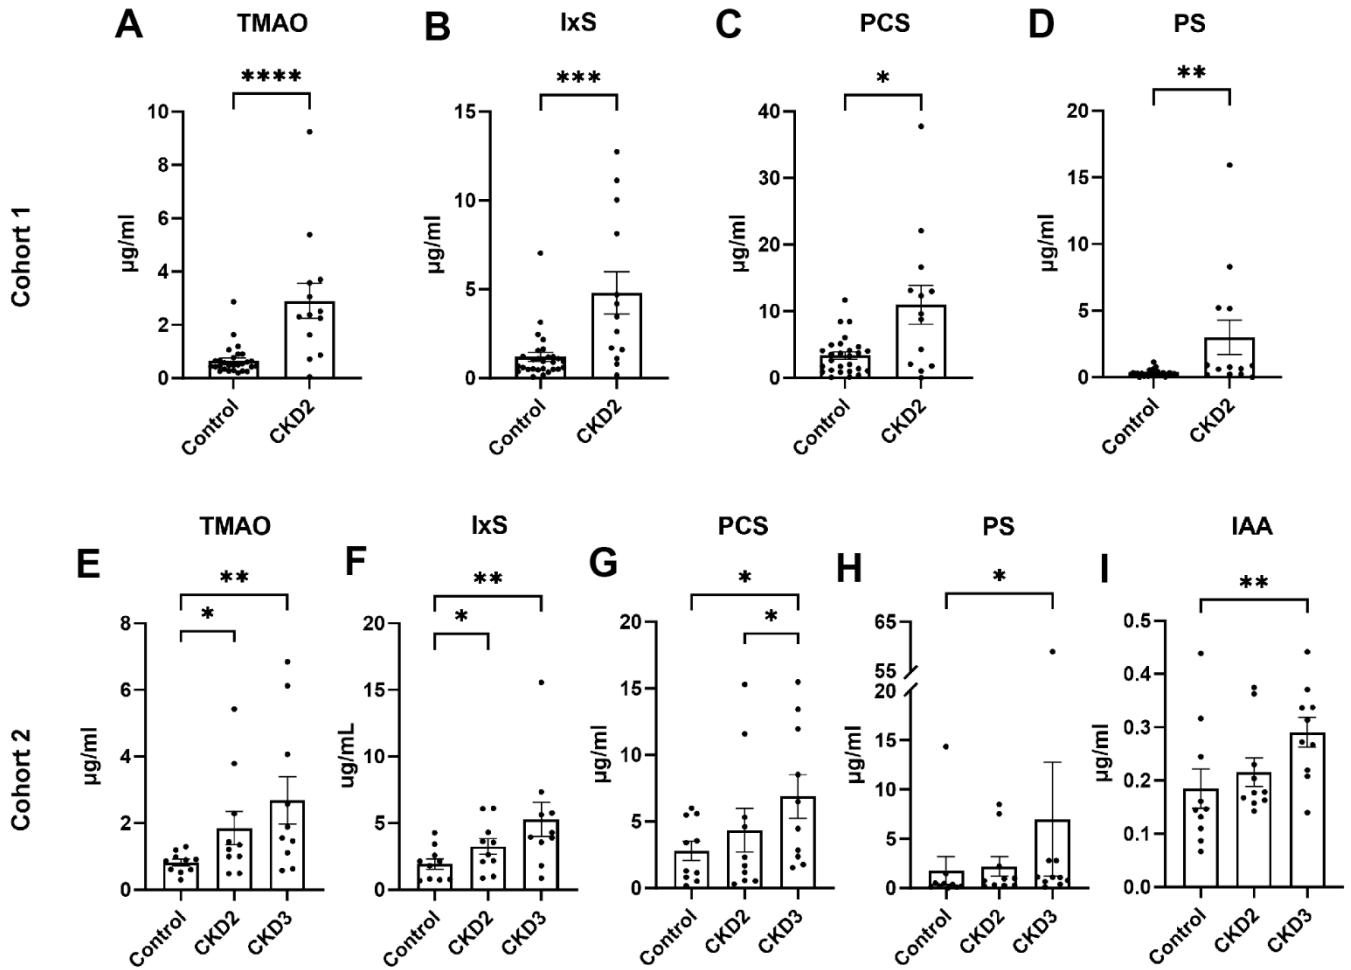 A TMAO
****
10
8
6
4
2
0
µg/ml
Control
CKD2
B IxS
***
15
10
5
0
µg/ml
Control
CKD2
C PCS
*
40
30
20
10
0
µg/ml
Control
CKD2
D PS
**
20
15
10
5
0
µg/ml
Control
CKD2
Cohort 1
E TMAO
**
*
8
6
4
2
0
µg/ml
Control
CKD2
CKD3
F IxS
**
*
20
15
10
5
0
ug/mL
Control
CKD2
CKD3
G PCS
*
*
20
15
10
5
0
µg/ml
Control
CKD2
CKD3
H PS
*
65
55
20
15
10
5
0
µg/ml
Control
CKD2
CKD3
I IAA
**
0.5
0.4
0.3
0.2
0.1
0.0
µg/ml
Control
CKD2
CKD3
Cohort 2